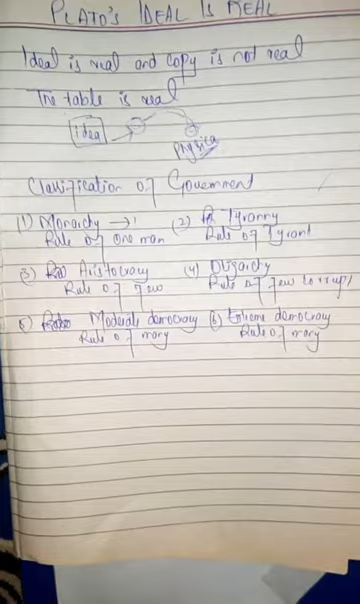 PLATO'S IDEAL IS REAL
Ideal is real and copy is not real
The table is real
idea
physica
Classification of Government
(1) Monarchy → (2) Tyranny
Rule of one man Rule of Tyrant
(3) Aristocracy (4) Oligarchy
Rule of few Rule of few corrupt
(5) Moderate democracy (6) Extreme democracy
Rule of many Rule of many